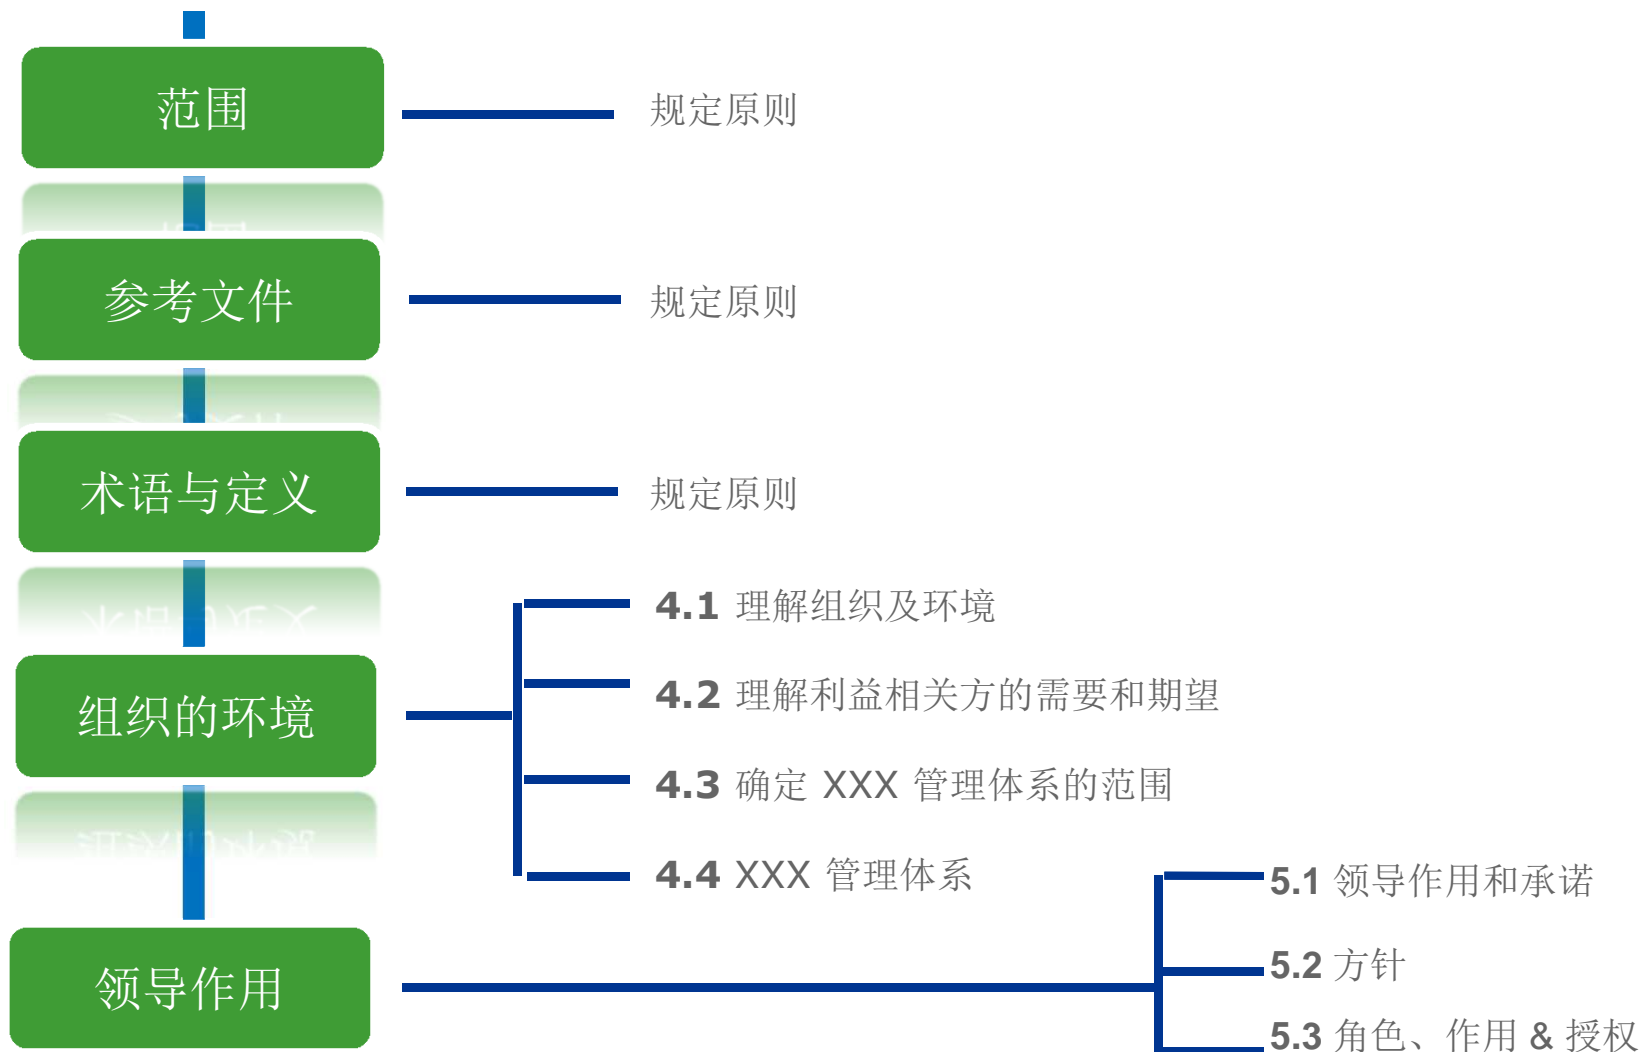 范围
规定原则
参考文件
规定原则
术语与定义
规定原则
组织的环境
4.1 理解组织及环境
4.2 理解利益相关方的需要和期望
4.3 确定 XXX 管理体系的范围
4.4 XXX 管理体系
领导作用
5.1 领导作用和承诺
5.2 方针
5.3 角色、作用 & 授权